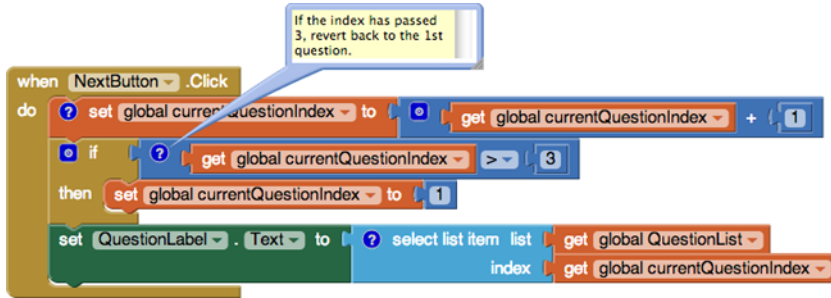 If the index has passed
3, revert back to the 1st
question.
when NextButton .Click
do ? set global currentQuestionIndex to get global currentQuestionIndex + 1
if ? get global currentQuestionIndex > 3
then set global currentQuestionIndex to 1
set QuestionLabel . Text to ? select list item list get global QuestionList
index get global currentQuestionIndex